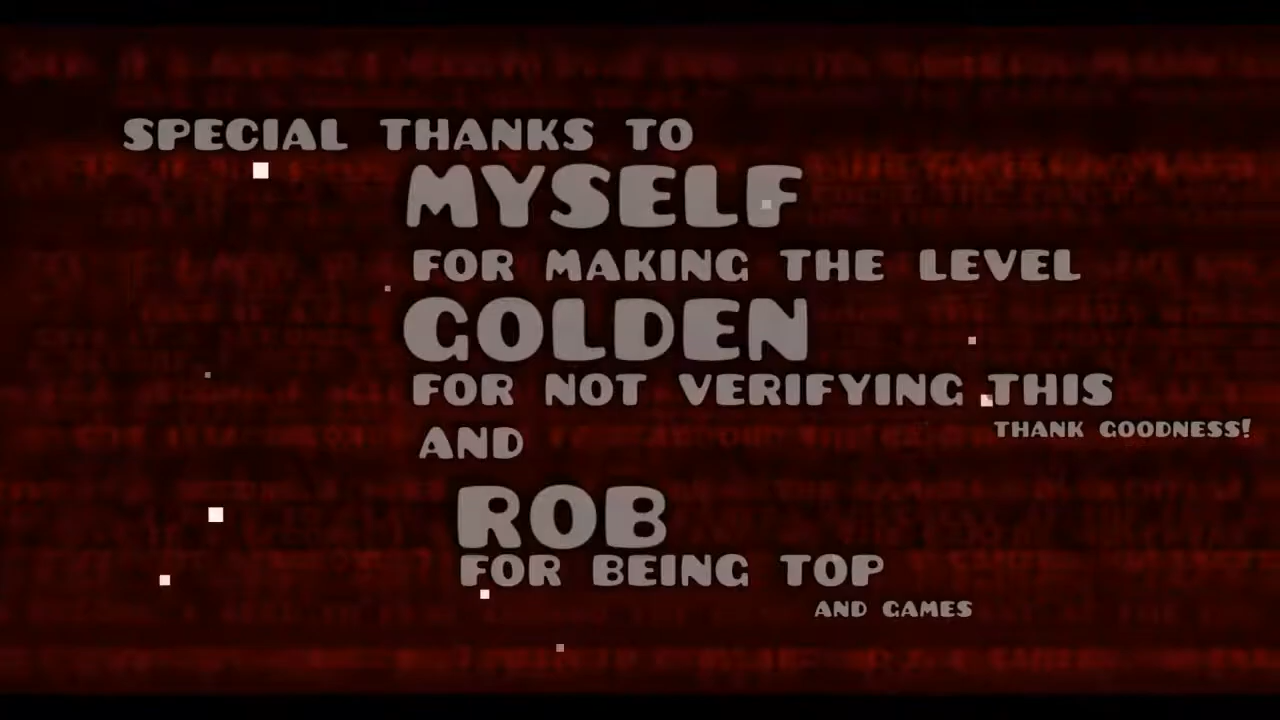 SPECIAL THANKS TO
MYSELF
FOR MAKING THE LEVEL
GOLDEN
FOR NOT VERIFYING THIS
THANK GOODNESS!
AND
ROB
FOR BEING TOP
AND GAMES